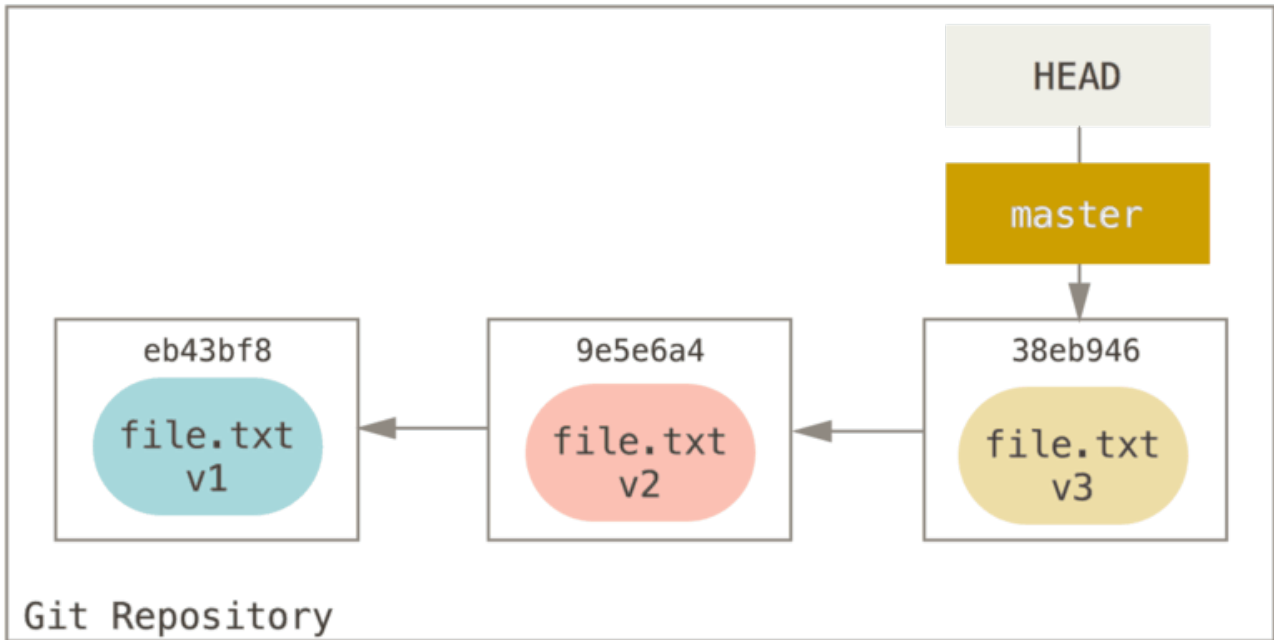 HEAD
master
eb43bf8
file.txt
v1
9e5e6a4
file.txt
v2
38eb946
file.txt
v3
Git Repository